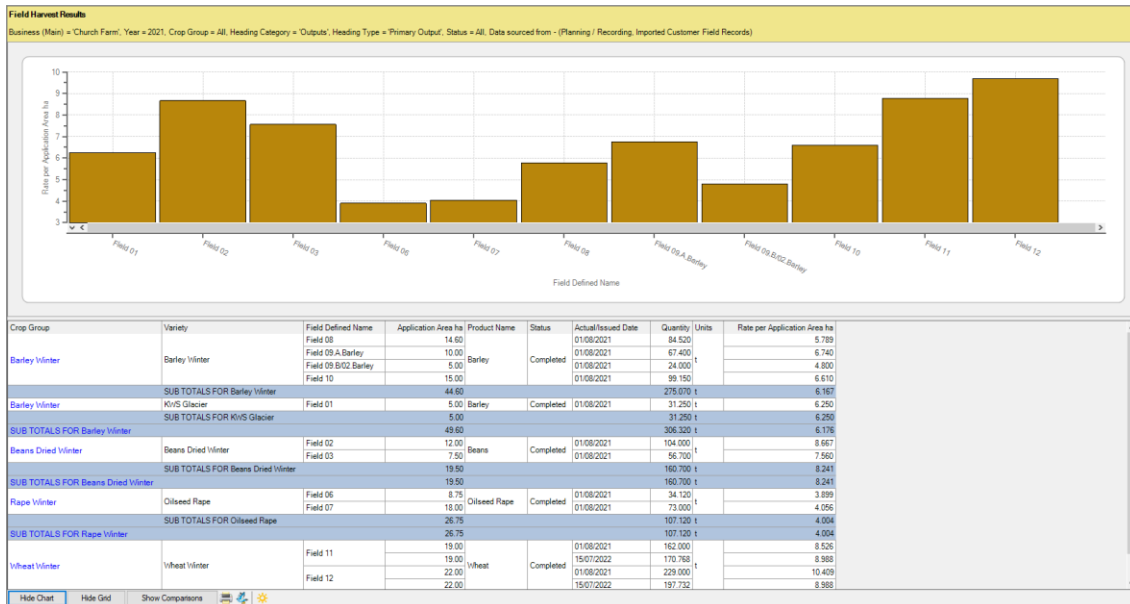 Field Harvest Results
Business (Main) = 'Church Farm', Year = 2021, Crop Group = All, Heading Category = 'Outputs', Heading Type = 'Primary Output', Status = All, Data sourced from - (Planning / Recording, Imported Customer Field Records)
10
9
8
7
6
5
4
3
Rate per Application Area ha
Field 01
Field 02
Field 03
Field 06
Field 07
Field 08
Field 09.A.Barley
Field 09.B/02.Barley
Field 10
Field 11
Field 12
Field Defined Name
Crop Group Variety Field Defined Name Application Area ha Product Name Status Actual/Issued Date Quantity Units Rate per Application Area ha
Barley Winter Barley Winter Field 08 14.60 Barley Completed 01/08/2021 84.520 t 5.789
Field 09.A.Barley 10.00 01/08/2021 67.400 6.740
Field 09.B/02.Barley 5.00 01/08/2021 24.000 4.800
Field 10 15.00 01/08/2021 99.150 6.610
SUB TOTALS FOR Barley Winter 44.60 275.070 t 6.167
Barley Winter KWS Glacier Field 01 5.00 Barley Completed 01/08/2021 31.250 t 6.250
SUB TOTALS FOR KWS Glacier 5.00 31.250 t 6.250
SUB TOTALS FOR Barley Winter 49.60 306.320 t 6.176
Beans Dried Winter Beans Dried Winter Field 02 12.00 Beans Completed 01/08/2021 104.000 t 8.667
Field 03 7.50 01/08/2021 56.700 7.560
SUB TOTALS FOR Beans Dried Winter 19.50 160.700 t 8.241
SUB TOTALS FOR Beans Dried Winter 19.50 160.700 t 8.241
Rape Winter Oilseed Rape Field 06 8.75 Oilseed Rape Completed 01/08/2021 34.120 t 3.899
Field 07 18.00 01/08/2021 73.000 4.056
SUB TOTALS FOR Oilseed Rape 26.75 107.120 t 4.004
SUB TOTALS FOR Rape Winter 26.75 107.120 t 4.004
Wheat Winter Wheat Winter Field 11 19.00 Wheat Completed 01/08/2021 162.000 t 8.526
19.00 15/07/2022 170.768 8.988
Field 12 22.00 01/08/2021 229.000 10.409
22.00 15/07/2022 197.732 8.988
Hide Chart Hide Grid Show Comparisons